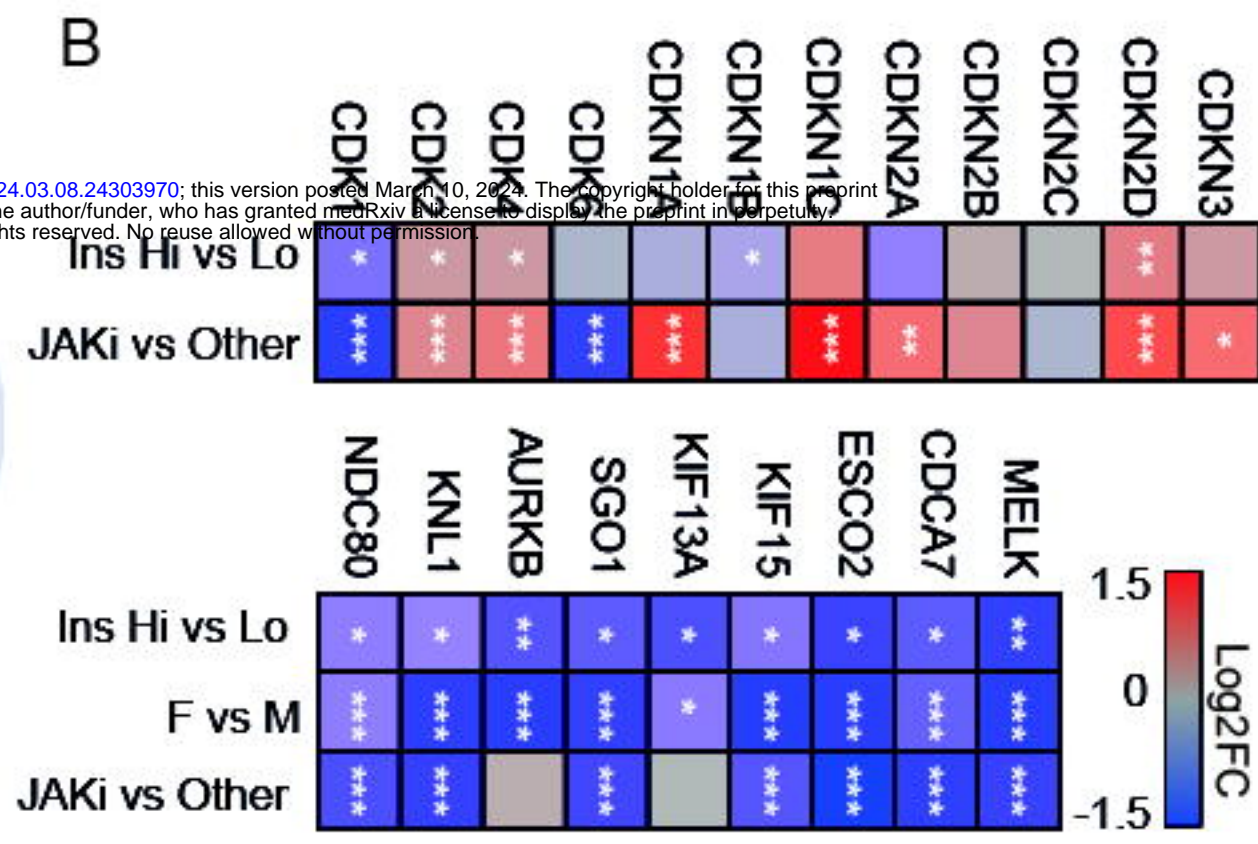 B
CDK1 CDK2 CDK4 CDK6 CDKN1A CDKN1B CDKN1C CDKN2A CDKN2B CDKN2C CDKN2D CDKN3
24.03.08.24303970; this version posted March 10, 2024. The copyright holder for this preprint
e author/funder, who has granted medRxiv a license to display the preprint in perpetuity.
hts reserved. No reuse allowed without permission.
Ins Hi vs Lo * * * * **
JAKi vs Other *** *** *** *** *** *** ** *** *
NDC80 KNL1 AURKB SGO1 KIF13A KIF15 ESCO2 CDCA7 MELK
Ins Hi vs Lo * * ** * * * * * **
F vs M *** *** *** *** * *** *** *** ***
JAKi vs Other *** *** *** *** *** *** ***
1.5
0
-1.5
Log2FC